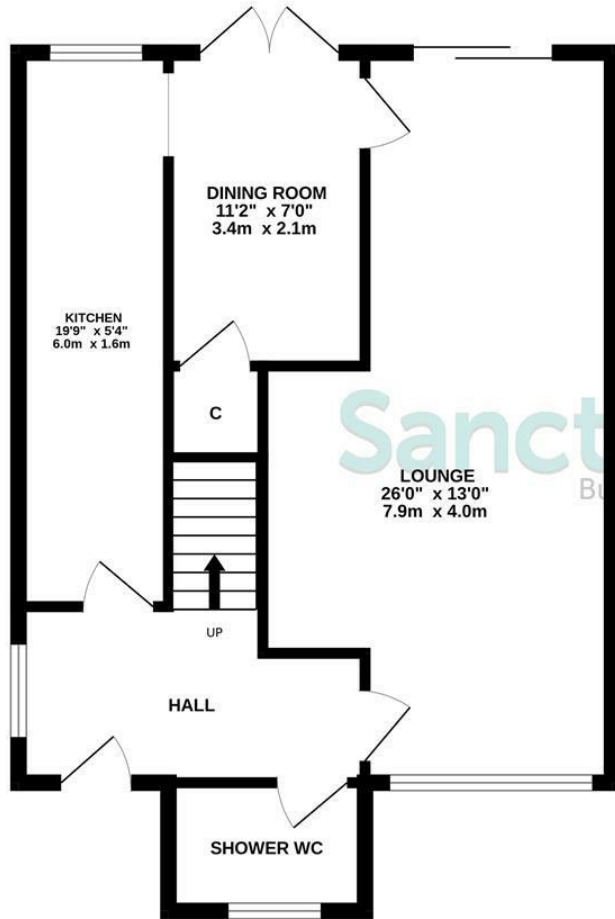 DINING ROOM
11'2" x 7'0"
3.4m x 2.1m
KITCHEN
19'9" x 5'4"
6.0m x 1.6m
C
Sanct
Bu
LOUNGE
26'0" x 13'0"
7.9m x 4.0m
UP
HALL
SHOWER WC